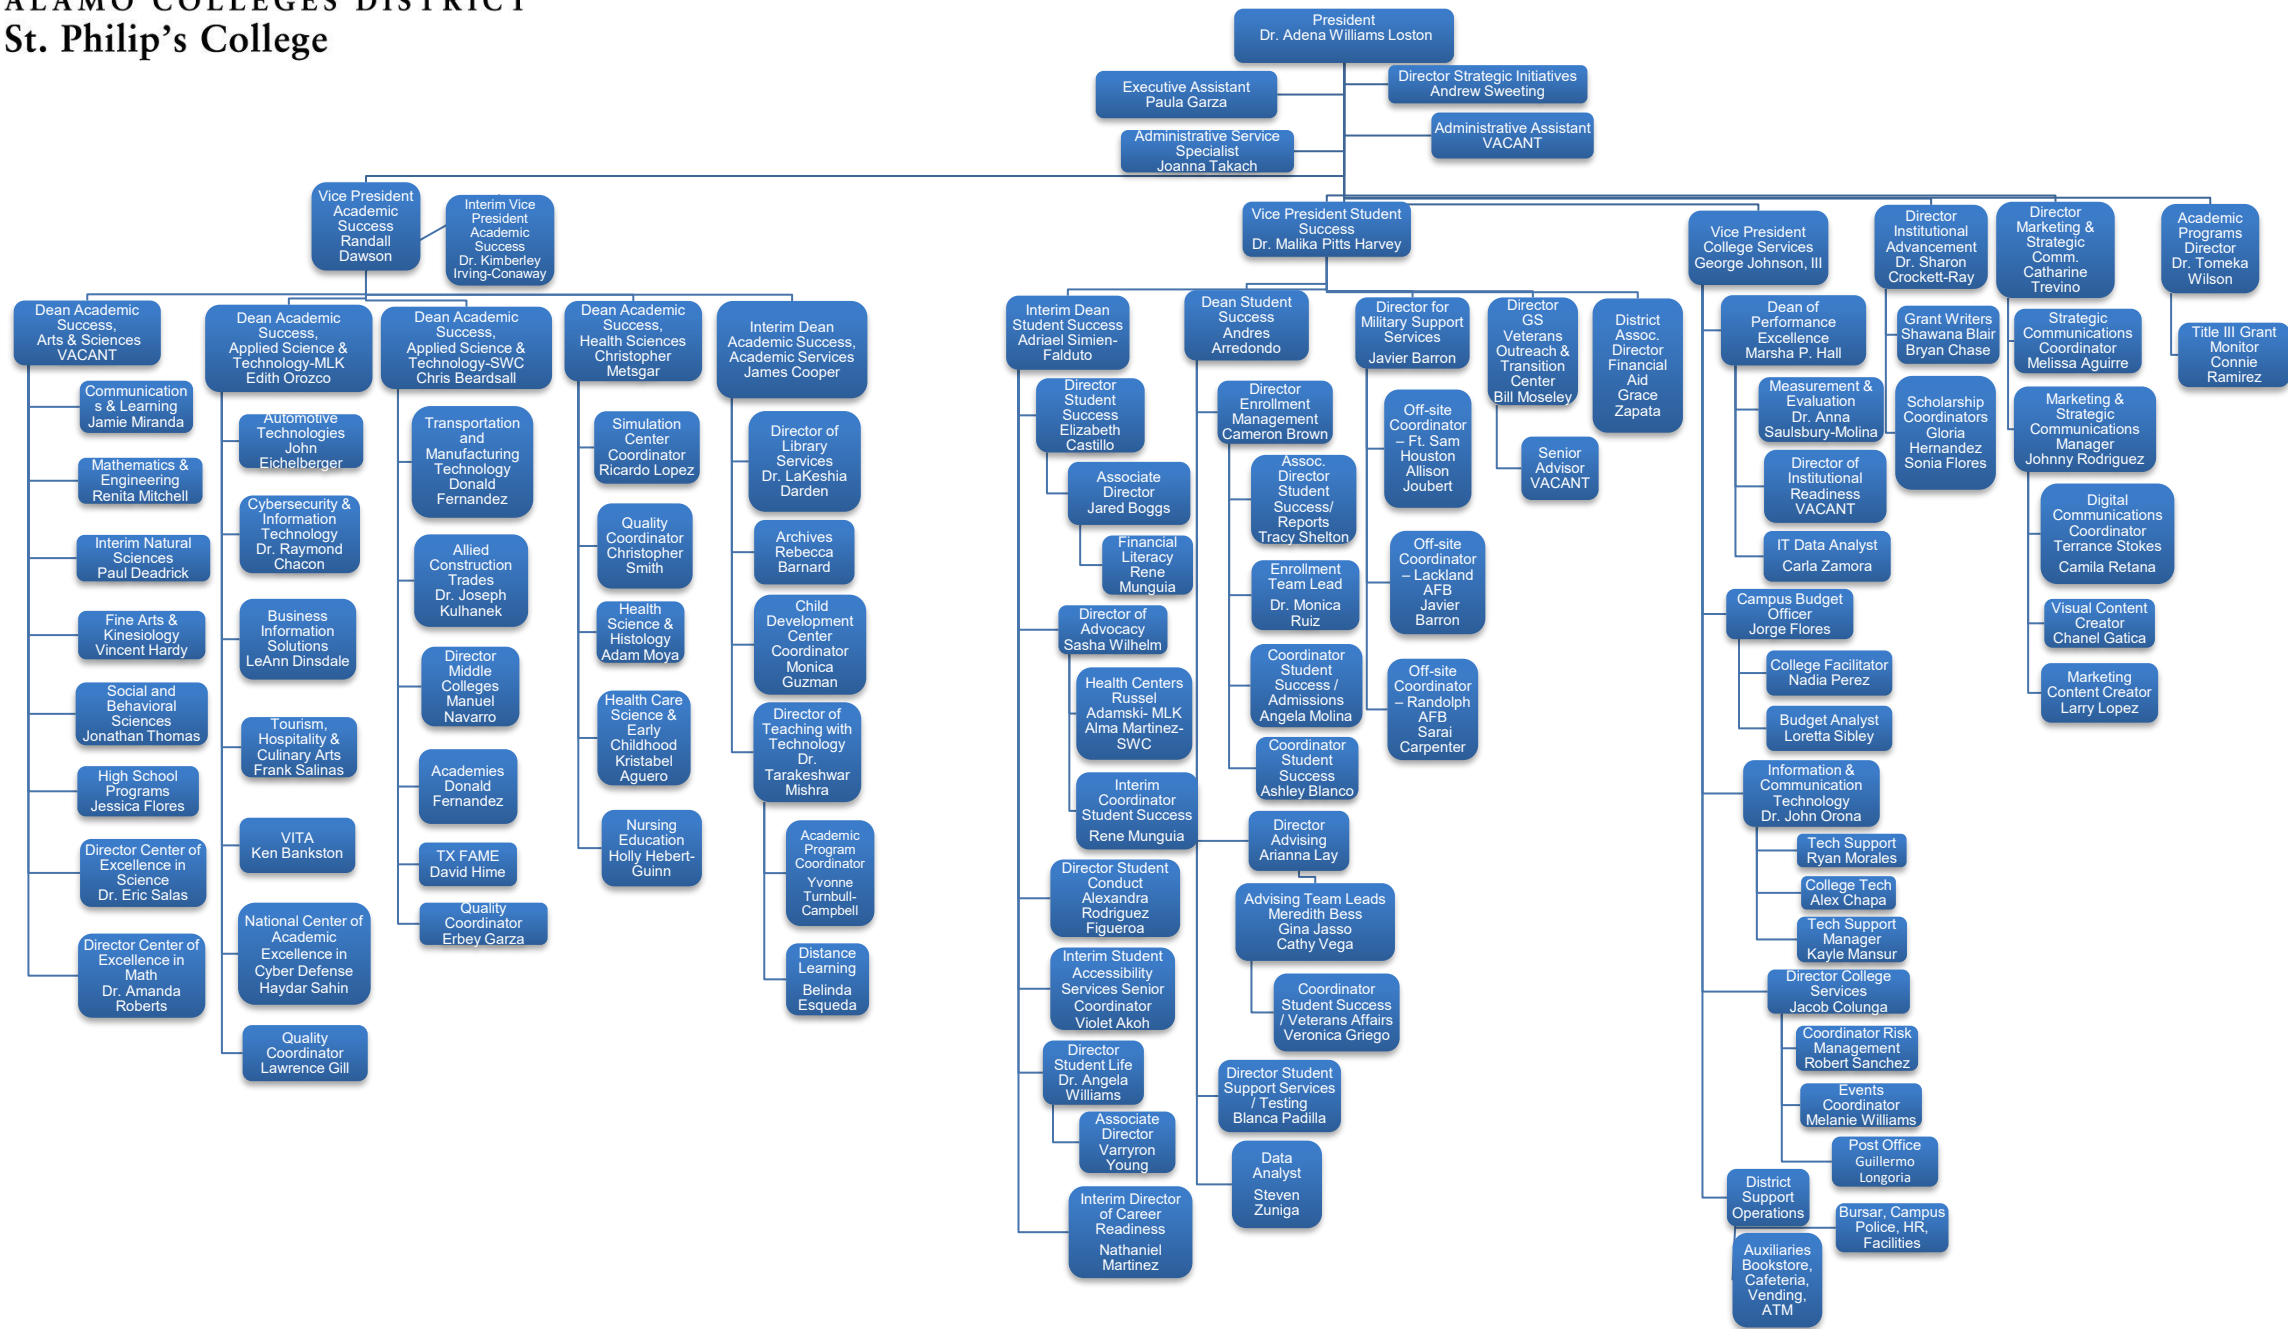 ALAMO COLLEGES DISTRICT
St. Philip's College
President
Dr. Adena Williams Loston
Executive Assistant
Paula Garza
Director Strategic Initiatives
Andrew Sweeting
Administrative Service
Specialist
Joanna Takach
Administrative Assistant
VACANT
Vice President
Academic
Success
Randall
Dawson
Interim Vice
President
Academic
Success
Dr. Kimberley
Irving-Conaway
Dean Academic
Success,
Arts & Sciences
VACANT
Communication
s & Learning
Jamie Miranda
Mathematics &
Engineering
Renita Mitchell
Interim Natural
Sciences
Paul Deadrick
Fine Arts &
Kinesiology
Vincent Hardy
Social and
Behavioral
Sciences
Jonathan Thomas
High School
Programs
Jessica Flores
Director Center of
Excellence in
Science
Dr. Eric Salas
Director Center of
Excellence in
Math
Dr. Amanda
Roberts
Dean Academic
Success,
Applied Science &
Technology-MLK
Edith Orozco
Automotive
Technologies
John
Eichelberger
Cybersecurity &
Information
Technology
Dr. Raymond
Chacon
Business
Information
Solutions
LeAnn Dinsdale
Tourism,
Hospitality &
Culinary Arts
Frank Salinas
VITA
Ken Bankston
National Center of
Academic
Excellence in
Cyber Defense
Haydar Sahin
Quality
Coordinator
Lawrence Gill
Dean Academic
Success,
Applied Science &
Technology-SWC
Chris Beardsall
Transportation
and
Manufacturing
Technology
Donald
Fernandez
Allied
Construction
Trades
Dr. Joseph
Kulhanek
Director
Middle
Colleges
Manuel
Navarro
Academies
Donald
Fernandez
TX FAME
David Hime
Quality
Coordinator
Erbey Garza
Dean Academic
Success,
Health Sciences
Christopher
Metsgar
Simulation
Center
Coordinator
Ricardo Lopez
Quality
Coordinator
Christopher
Smith
Health
Science &
Histology
Adam Moya
Health Care
Science &
Early
Childhood
Kristabel
Aguero
Nursing
Education
Holly Hebert-
Guinn
Interim Dean
Academic Success,
Academic Services
James Cooper
Director of
Library
Services
Dr. LaKeshia
Darden
Archives
Rebecca
Barnard
Child
Development
Center
Coordinator
Monica
Guzman
Director of
Teaching with
Technology
Dr.
Tarakeshwar
Mishra
Academic
Program
Coordinator
Yvonne
Turnbull-
Campbell
Distance
Learning
Belinda
Esqueda
Vice President Student
Success
Dr. Malika Pitts Harvey
Interim Dean
Student Success
Adriael Simien-
Falduto
Director
Student
Success
Elizabeth
Castillo
Associate
Director
Jared Boggs
Financial
Literacy
Rene
Munguia
Director of
Advocacy
Sasha Wilhelm
Health Centers
Russel
Adamski- MLK
Alma Martinez-
SWC
Interim
Coordinator
Student Success
Rene Munguia
Director Student
Conduct
Alexandra
Rodriguez
Figueroa
Interim Student
Accessibility
Services Senior
Coordinator
Violet Akoh
Director
Student Life
Dr. Angela
Williams
Associate
Director
Varryron
Young
Interim Director
of Career
Readiness
Nathaniel
Martinez
Dean Student
Success
Andres
Arredondo
Director
Enrollment
Management
Cameron Brown
Assoc.
Director
Student
Success/
Reports
Tracy Shelton
Enrollment
Team Lead
Dr. Monica
Ruiz
Coordinator
Student
Success /
Admissions
Angela Molina
Coordinator
Student
Success
Ashley Blanco
Director
Advising
Arianna Lay
Advising Team Leads
Meredith Bess
Gina Jasso
Cathy Vega
Coordinator
Student Success
/ Veterans Affairs
Veronica Griego
Director Student
Support Services
/ Testing
Blanca Padilla
Data
Analyst
Steven
Zuniga
Director for
Military Support
Services
Javier Barron
Off-site
Coordinator
– Ft. Sam
Houston
Allison
Joubert
Off-site
Coordinator
– Lackland
AFB
Javier
Barron
Off-site
Coordinator
– Randolph
AFB
Sarai
Carpenter
Director
GS
Veterans
Outreach &
Transition
Center
Bill Moseley
Senior
Advisor
VACANT
District
Assoc.
Director
Financial
Aid
Grace
Zapata
Vice President
College Services
George Johnson, III
Dean of
Performance
Excellence
Marsha P. Hall
Measurement &
Evaluation
Dr. Anna
Saulsbury-Molina
Director of
Institutional
Readiness
VACANT
IT Data Analyst
Carla Zamora
Campus Budget
Officer
Jorge Flores
College Facilitator
Nadia Perez
Budget Analyst
Loretta Sibley
Information &
Communication
Technology
Dr. John Orona
Tech Support
Ryan Morales
College Tech
Alex Chapa
Tech Support
Manager
Kayle Mansur
Director College
Services
Jacob Colunga
Coordinator Risk
Management
Robert Sanchez
Events
Coordinator
Melanie Williams
Post Office
Guillermo
Longoria
District
Support
Operations
Bursar, Campus
Police, HR,
Facilities
Auxiliaries
Bookstore,
Cafeteria,
Vending,
ATM
Director
Institutional
Advancement
Dr. Sharon
Crockett-Ray
Grant Writers
Shawana Blair
Bryan Chase
Scholarship
Coordinators
Gloria
Hernandez
Sonia Flores
Director
Marketing &
Strategic
Comm.
Catharine
Trevino
Strategic
Communications
Coordinator
Melissa Aguirre
Marketing &
Strategic
Communications
Manager
Johnny Rodriguez
Digital
Communications
Coordinator
Terrance Stokes
Camila Retana
Visual Content
Creator
Chanel Gatica
Marketing
Content Creator
Larry Lopez
Academic
Programs
Director
Dr. Tomeka
Wilson
Title III Grant
Monitor
Connie
Ramirez